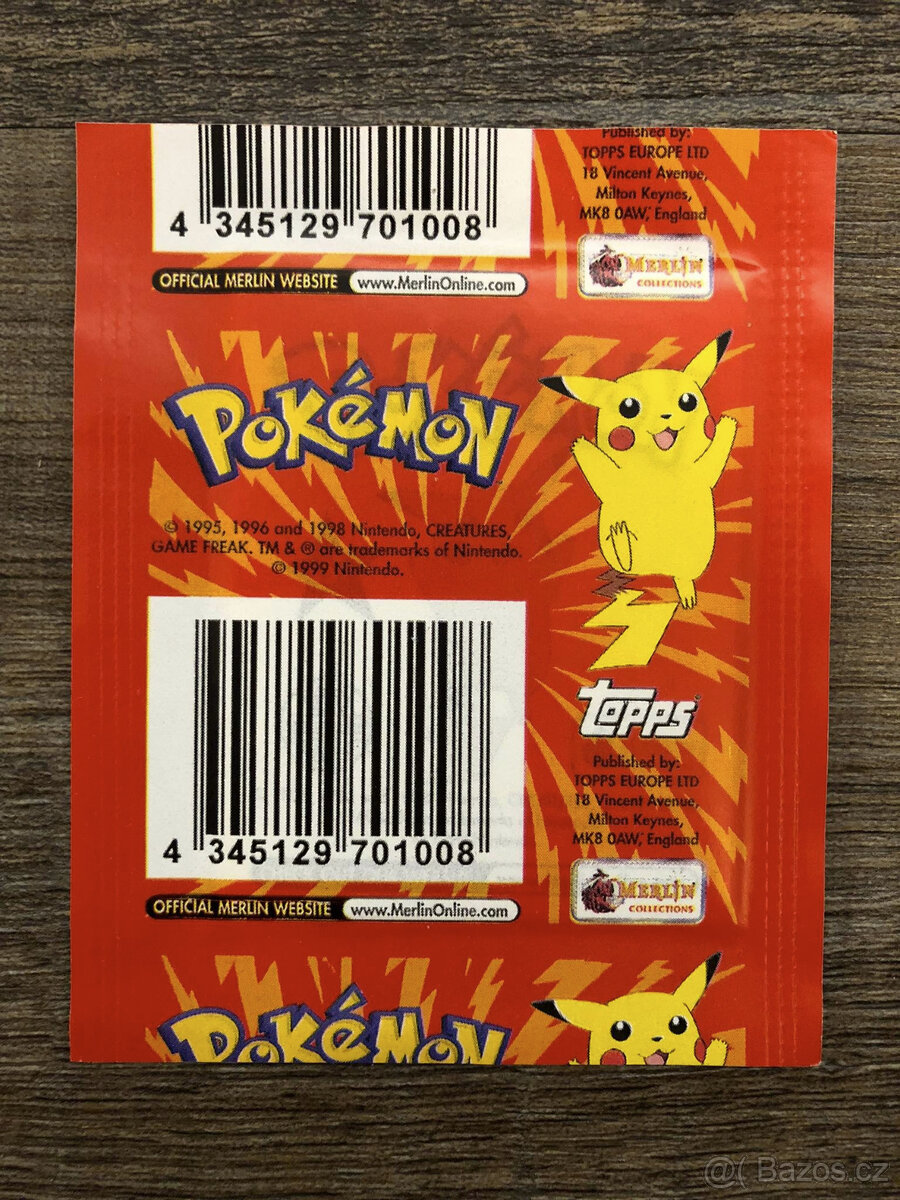 4 345129 701008
Published by:
TOPPS EUROPE LTD
18 Vincent Avenue,
Milton Keynes,
MK8 0AW, England
MERLIN
COLLECTIONS
OFFICIAL MERLIN WEBSITE www.MerlinOnline.com
POKéMON
© 1995, 1996 and 1998 Nintendo, CREATURES,
GAME FREAK. TM & ® are trademarks of Nintendo.
© 1999 Nintendo.
topps
Published by:
TOPPS EUROPE LTD
18 Vincent Avenue,
Milton Keynes,
MK8 0AW, England
4 345129 701008
MERLIN
COLLECTIONS
OFFICIAL MERLIN WEBSITE www.MerlinOnline.com
POKéMON
@( Bazos.cz